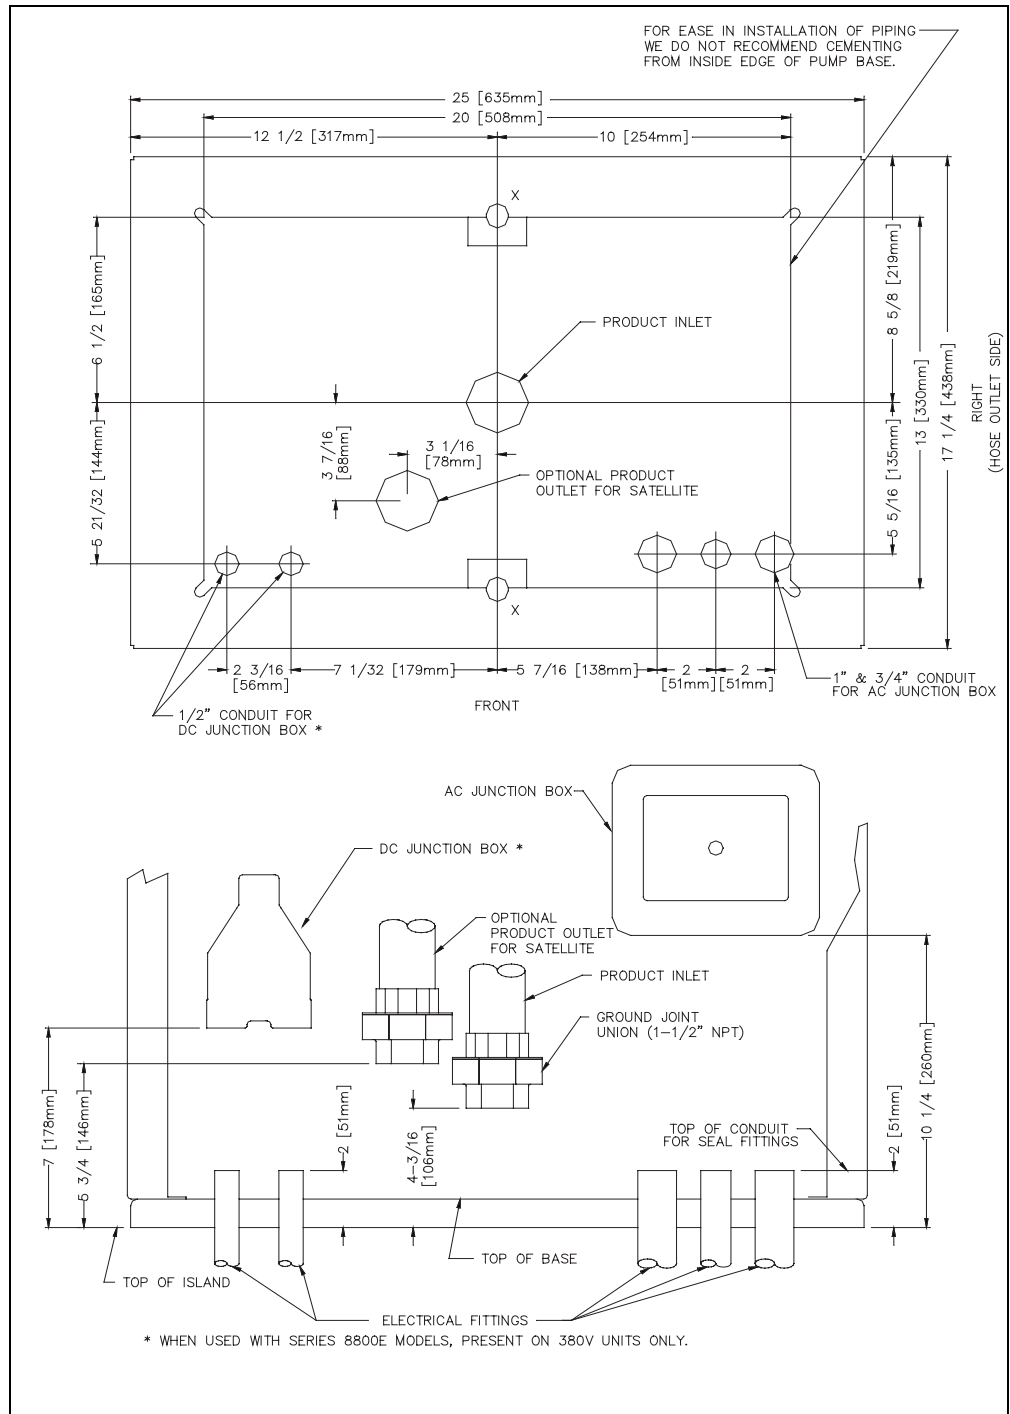 FOR EASE IN INSTALLATION OF PIPING
WE DO NOT RECOMMEND CEMENTING
FROM INSIDE EDGE OF PUMP BASE.
25 [635mm]
20 [508mm]
12 1/2 [317mm]
10 [254mm]
X
6 1/2 [165mm]
8 5/8 [219mm]
PRODUCT INLET
13 [330mm]
17 1/4 [438mm]
RIGHT
(HOSE OUTLET SIDE)
5 21/32 [144mm]
3 7/16
[88mm]
3 1/16
[78mm]
OPTIONAL PRODUCT
OUTLET FOR SATELLITE
5 5/16 [135mm]
X
2 3/16
[56mm]
7 1/32 [179mm]
5 7/16 [138mm]
2
[51mm]
2
[51mm]
1" & 3/4" CONDUIT
FOR AC JUNCTION BOX
FRONT
1/2" CONDUIT FOR
DC JUNCTION BOX *
AC JUNCTION BOX
DC JUNCTION BOX *
OPTIONAL
PRODUCT OUTLET
FOR SATELLITE
PRODUCT INLET
GROUND JOINT
UNION (1-1/2" NPT)
7 [178mm]
5 3/4 [146mm]
2 [51mm]
4-3/16
[106mm]
TOP OF CONDUIT
FOR SEAL FITTINGS
2 [51mm]
10 1/4 [260mm]
TOP OF BASE
TOP OF ISLAND
ELECTRICAL FITTINGS
* WHEN USED WITH SERIES 8800E MODELS, PRESENT ON 380V UNITS ONLY.